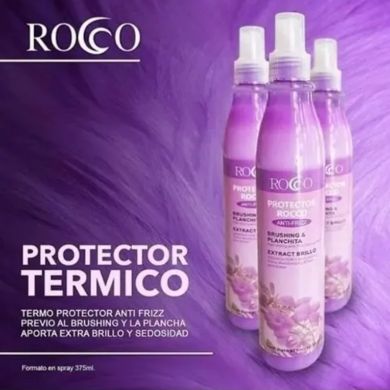 ROCCO
PROTECTOR
TERMICO
TERMO PROTECTOR ANTI FRIZZ
PREVIO AL BRUSHING Y LA PLANCHA
APORTA EXTRA BRILLO Y SEDOSIDAD
Formato en spray 375ml.
ROCCO
PROTECTOR
ROCCO
ANTI-FRIZZ
BRUSHING &
PLANCHITA
EXTRACT BRILLO